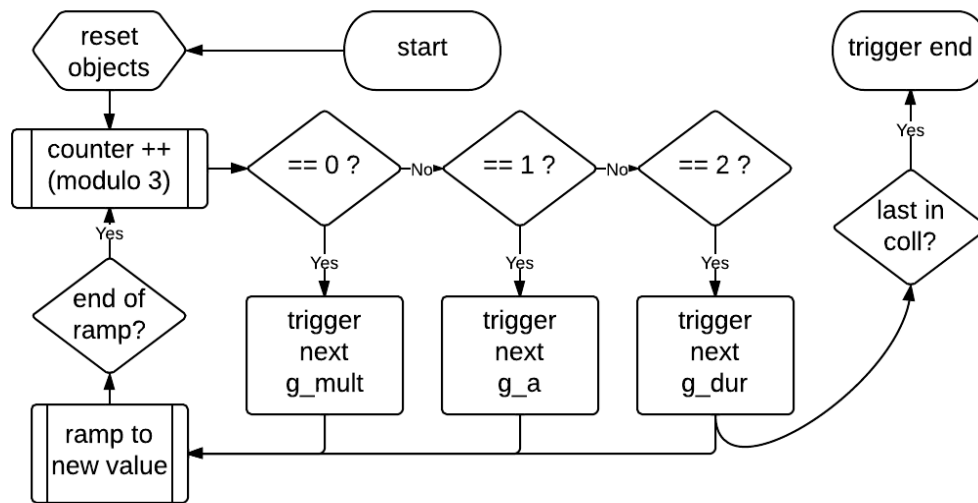 reset
objects
start
trigger end
counter ++
(modulo 3)
== 0 ?
No
== 1 ?
No
== 2 ?
Yes
last in
coll?
Yes
Yes
Yes
Yes
end of
ramp?
trigger
next
g_mult
trigger
next
g_a
trigger
next
g_dur
ramp to
new value